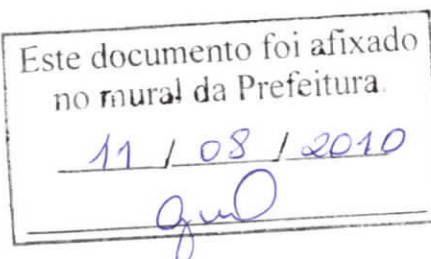 Este documento foi afixado
no mural da Prefeitura.
11 / 08 / 2010